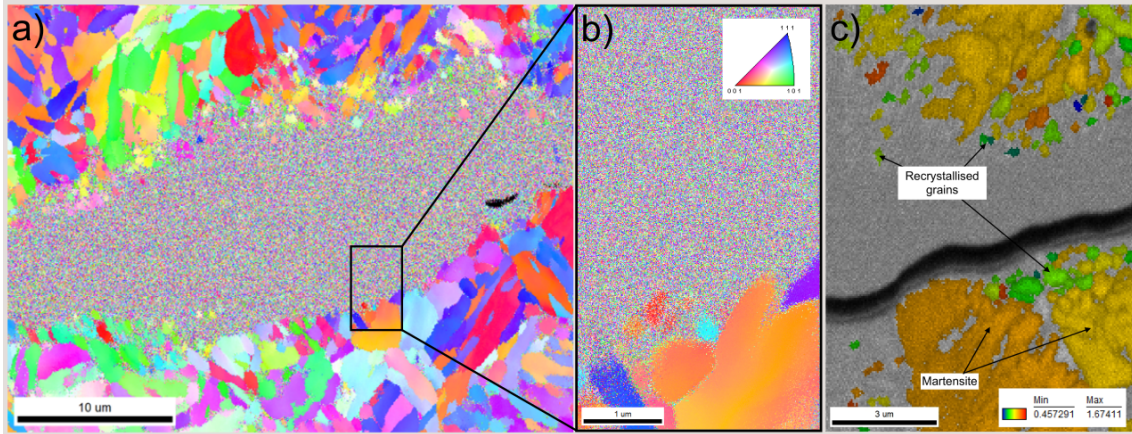 a)
10 um
b)
1 1 1
0 0 1
1 0 1
1 um
c)
Recrystallised
grains
Martensite
Min Max
0.457291 1.67411
3 um